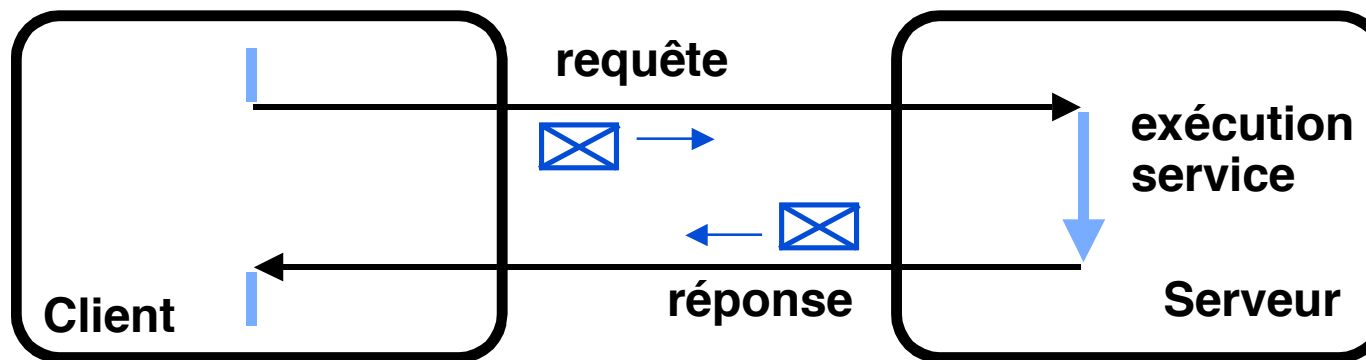 requête
exécution
service
réponse
Client
Serveur